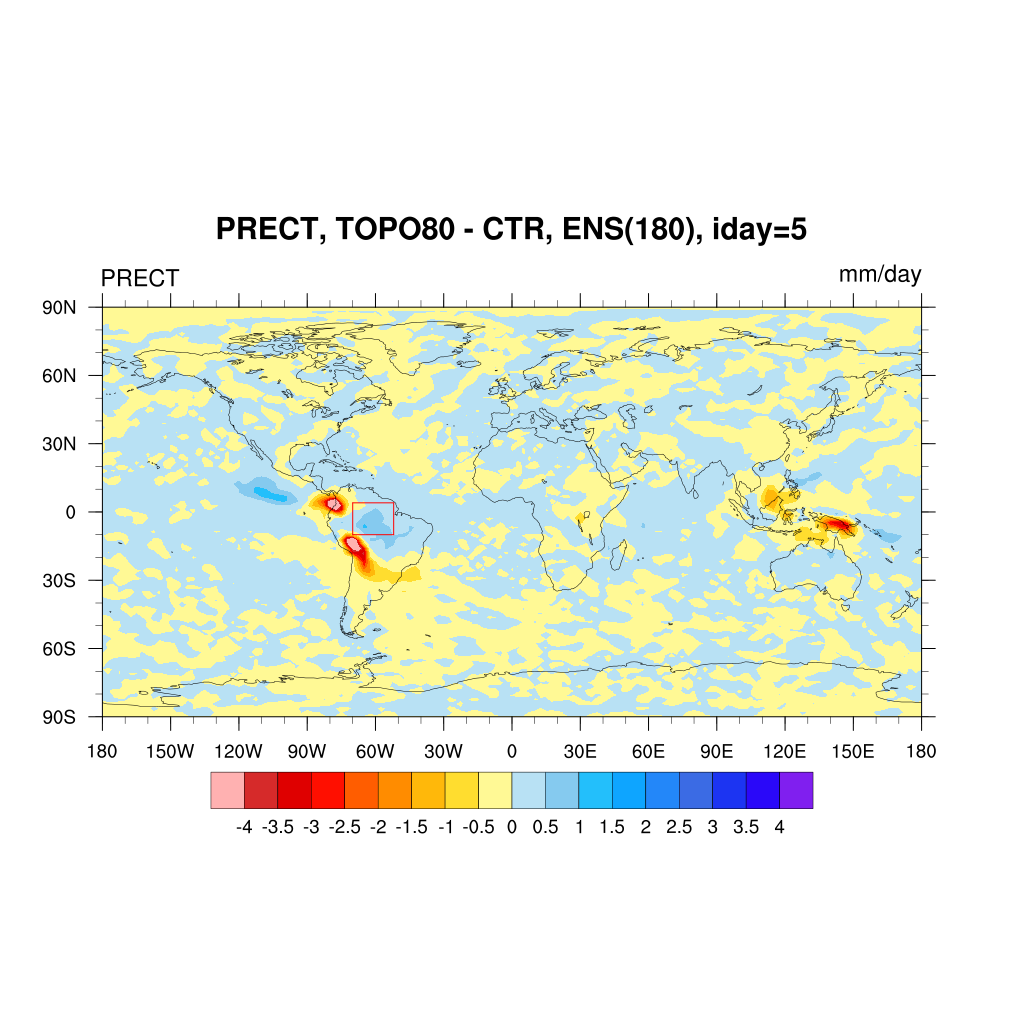 PRECT, TOPO80 - CTR, ENS(180), iday=5
PRECT mm/day
90N
60N
30N
0
30S
60S
90S
180 150W 120W 90W 60W 30W 0 30E 60E 90E 120E 150E 180
-4 -3.5 -3 -2.5 -2 -1.5 -1 -0.5 0 0.5 1 1.5 2 2.5 3 3.5 4